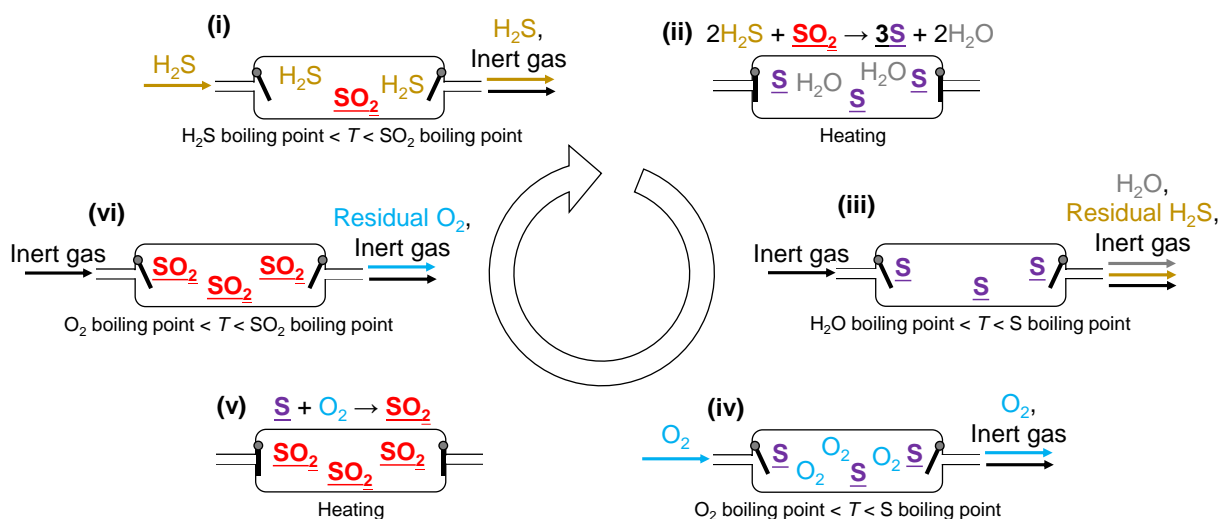 (i)
H₂S,
Inert gas
H₂S
H₂S
SO₂
H₂S
H₂S boiling point < T < SO₂ boiling point
(ii) 2H₂S + SO₂ → 3S + 2H₂O
S
H₂O
H₂O
S
S
Heating
(iii)
H₂O,
Residual H₂S,
Inert gas
Inert gas
S
S
S
H₂O boiling point < T < S boiling point
(iv)
O₂,
Inert gas
O₂
S
O₂
O₂
S
O₂
S
O₂ boiling point < T < S boiling point
(v) S + O₂ → SO₂
SO₂
SO₂
SO₂
Heating
(vi)
Residual O₂,
Inert gas
Inert gas
SO₂
SO₂
SO₂
O₂ boiling point < T < SO₂ boiling point